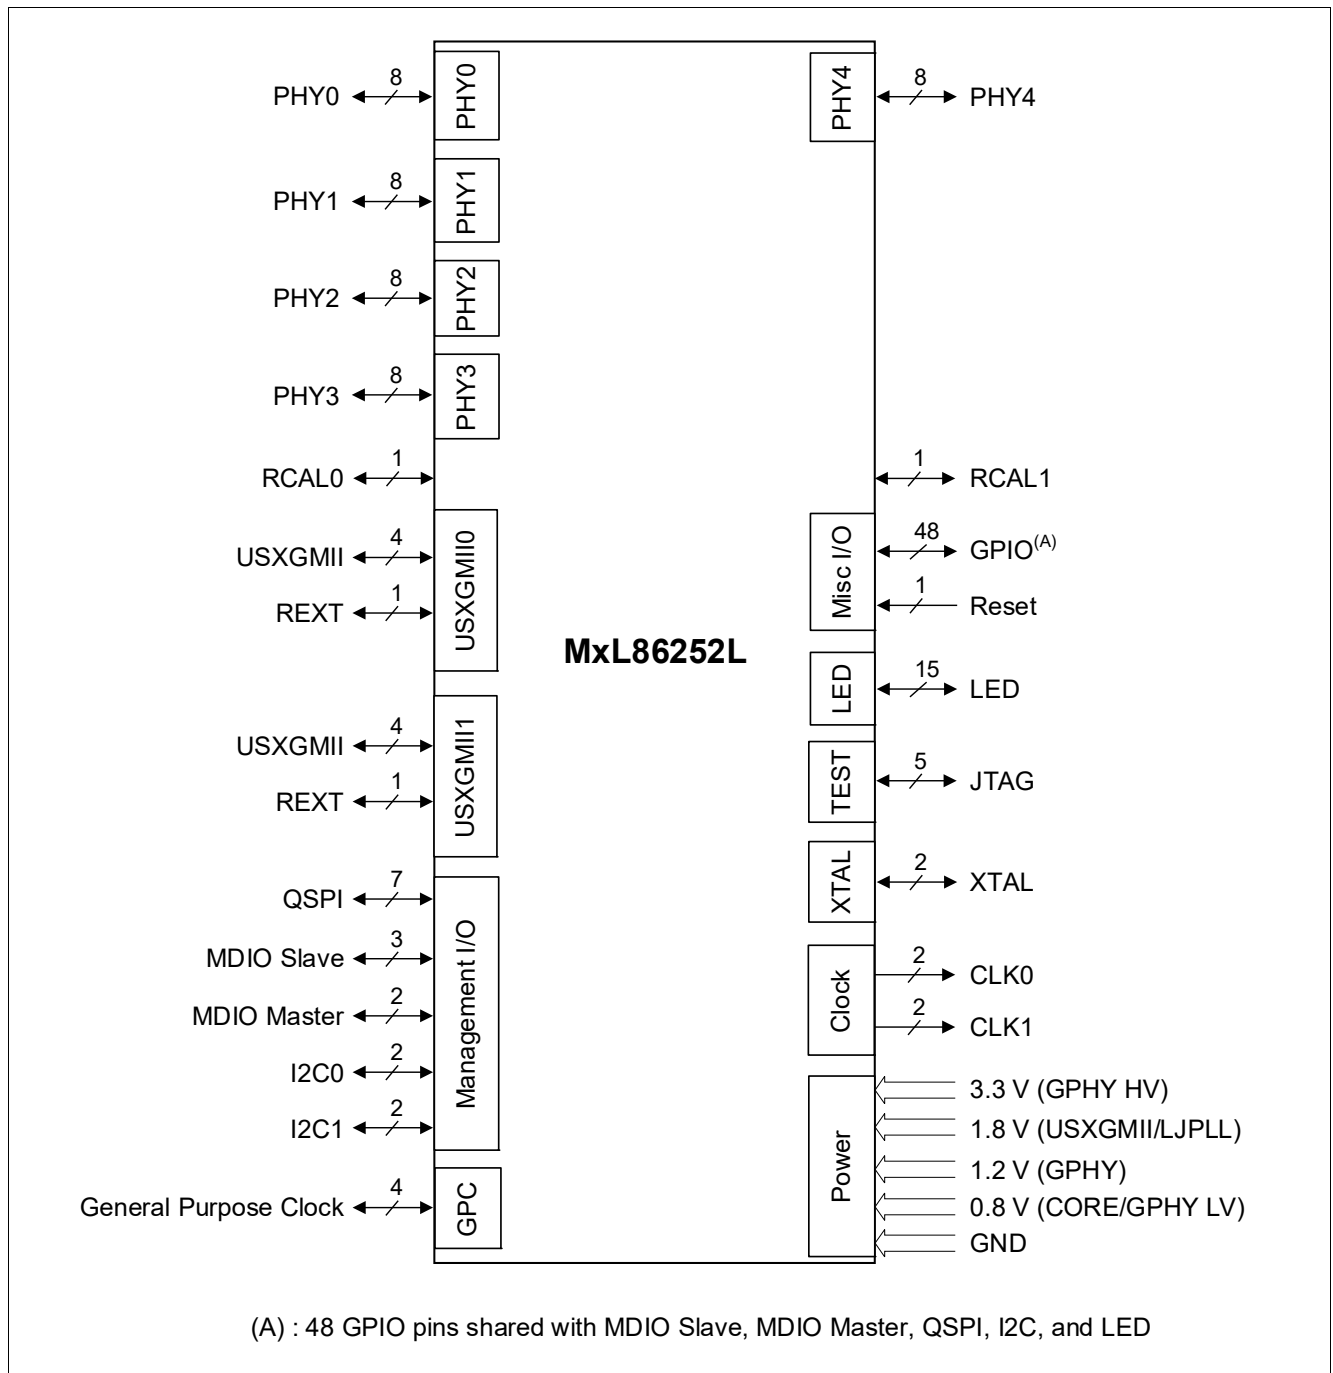 PHY0 8 PHY0
PHY4 8 PHY4
PHY1 8 PHY1
PHY2 8 PHY2
PHY3 8 PHY3
RCAL0 1
1 RCAL1
USXGMII 4
REXT 1
USXGMII0
Misc I/O
48 GPIO(A)
1 Reset
MxL86252L
LED 15 LED
USXGMII 4
REXT 1
USXGMII1
TEST 5 JTAG
XTAL 2 XTAL
QSPI 7
MDIO Slave 3
MDIO Master 2
I2C0 2
I2C1 2
Management I/O
Clock
2 CLK0
2 CLK1
General Purpose Clock 4 GPC
Power
3.3 V (GPHY HV)
1.8 V (USXGMII/LJPLL)
1.2 V (GPHY)
0.8 V (CORE/GPHY LV)
GND
(A) : 48 GPIO pins shared with MDIO Slave, MDIO Master, QSPI, I2C, and LED